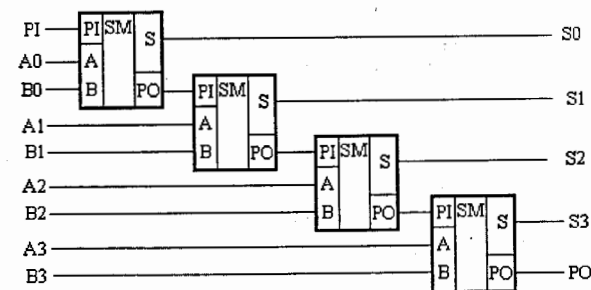 PI PI SM S S0
A0 A
B0 B PO PI SM S S1
A1 A
B1 B PO PI SM S S2
A2 A
B2 B PO PI SM S S3
A3 A
B3 B PO PO